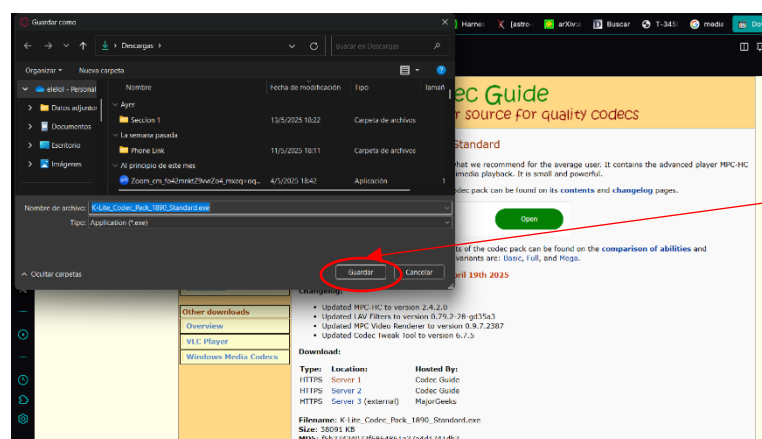 Guardar como
Harne
[astro-
arXiv:
Buscar
T-345
media
Do
Descargas
Buscar en Descargas
Organizar
Nueva carpeta
Nombre
Fecha de modificación
Tipo
Tamañ
elelol - Personal
Datos adjuntos
Documentos
Escritorio
Imágenes
Ayer
Seccion 1 13/5/2025 18:22 Carpeta de archivos
La semana pasada
Phone Link 11/5/2025 18:11 Carpeta de archivos
Al principio de este mes
4/5/2025 18:42 Aplicación 1
Nombre de archivo: K-Lite_Codec_Pack_1890_Standard.exe
Tipo: Application (*.exe)
Ocultar carpetas
Guardar
Cancelar
ec Guide
r source for quality codecs
Standard
hat we recommend for the average user. It contains the advanced player MPC-HC
imedia playback. It is small and powerful.
odec pack can be found on its contents and changelog pages.
Open
ts of the codec pack can be found on the comparison of abilities and
variants are: Basic, Full, and Mega.
pril 19th 2025
Changelog:
Updated MPC-HC to version 2.4.2.0
Updated LAV Filters to version 0.79.2-28-gd35a3
Updated MPC Video Renderer to version 0.9.7.2387
Updated Codec Tweak Tool to version 6.7.5
Other downloads
Overview
VLC Player
Windows Media Codecs
Download:
Type: Location: Hosted By:
HTTPS Server 1 Codec Guide
HTTPS Server 2 Codec Guide
HTTPS Server 3 (external) MajorGeeks
Filename: K-Lite_Codec_Pack_1890_Standard.exe
Size: 38091 KB